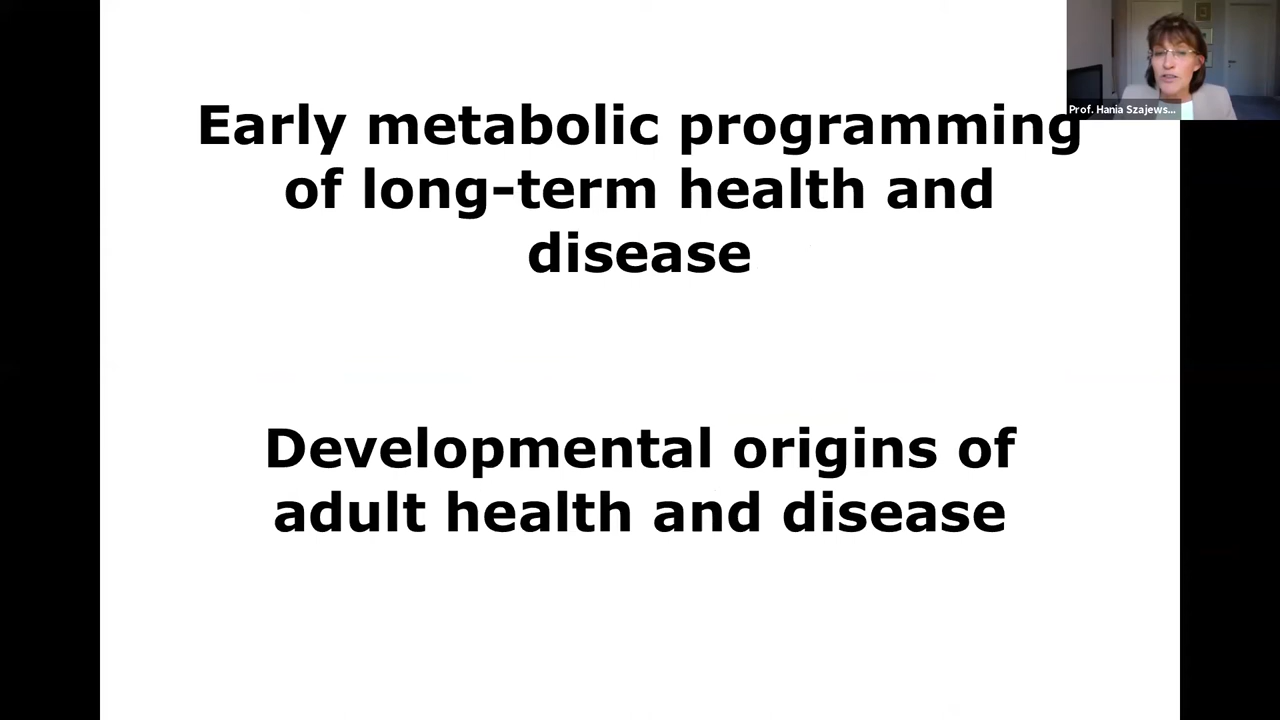 Early metabolic programming
of long-term health and
disease
Developmental origins of
adult health and disease
Prof. Hania Szajews...